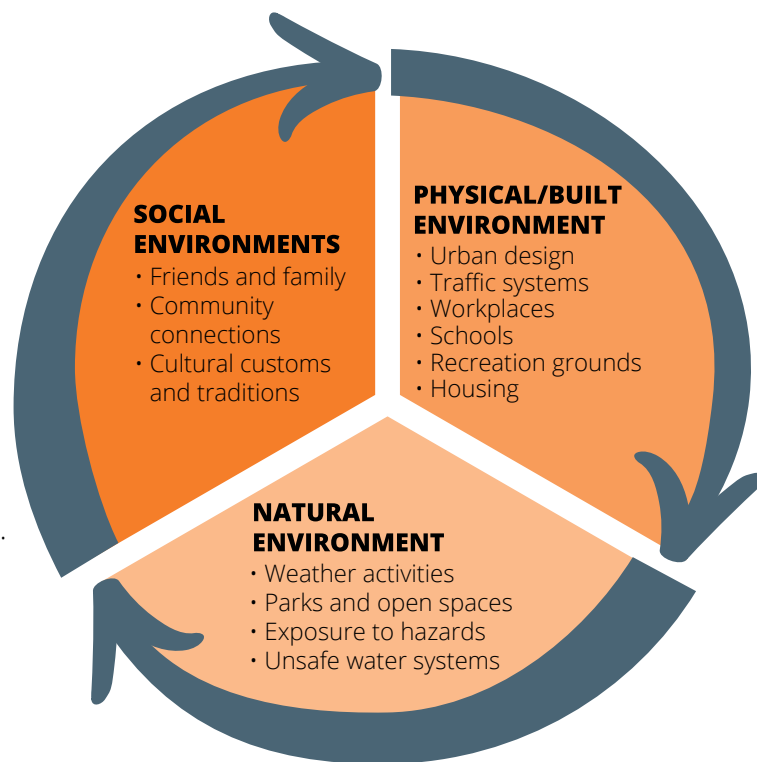 SOCIAL
ENVIRONMENTS
· Friends and family
· Community
connections
· Cultural customs
and traditions
PHYSICAL/BUILT
ENVIRONMENT
· Urban design
· Traffic systems
· Workplaces
· Schools
· Recreation grounds
· Housing
NATURAL
ENVIRONMENT
· Weather activities
· Parks and open spaces
· Exposure to hazards
· Unsafe water systems
.